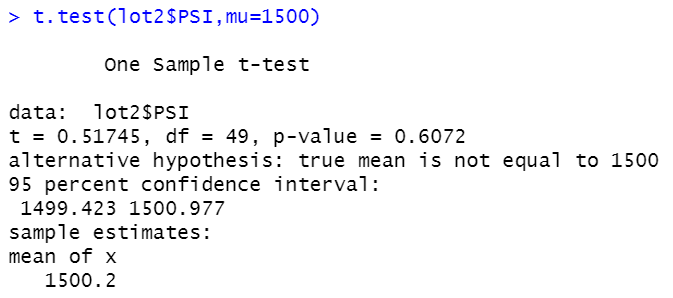 > t.test(lot2$PSI,mu=1500)
One Sample t-test
data:  lot2$PSI
t = 0.51745, df = 49, p-value = 0.6072
alternative hypothesis: true mean is not equal to 1500
95 percent confidence interval:
 1499.423 1500.977
sample estimates:
mean of x
   1500.2